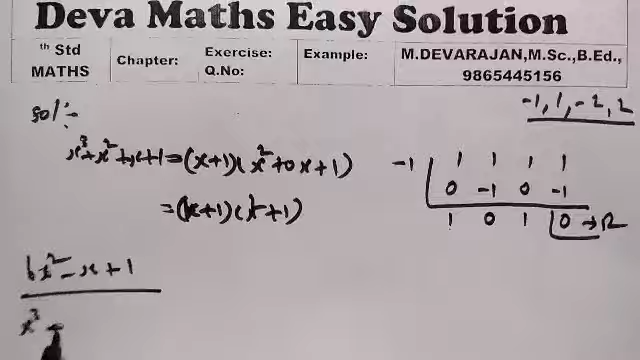 Deva Maths Easy Solution
th Std
MATHS
Chapter:
Exercise:
Q.No:
Example:
M.DEVARAJAN,M.Sc.,B.Ed.,
9865445156
-1, 1, -2, 2
Sol:-
x³+x²+x+1=(x+1)(x²+0x+1)
=(x+1)(x²+1)
-1 | 1 1 1 1
0 -1 0 -1
1 0 1 |0 → R
6x²-x+1
x³